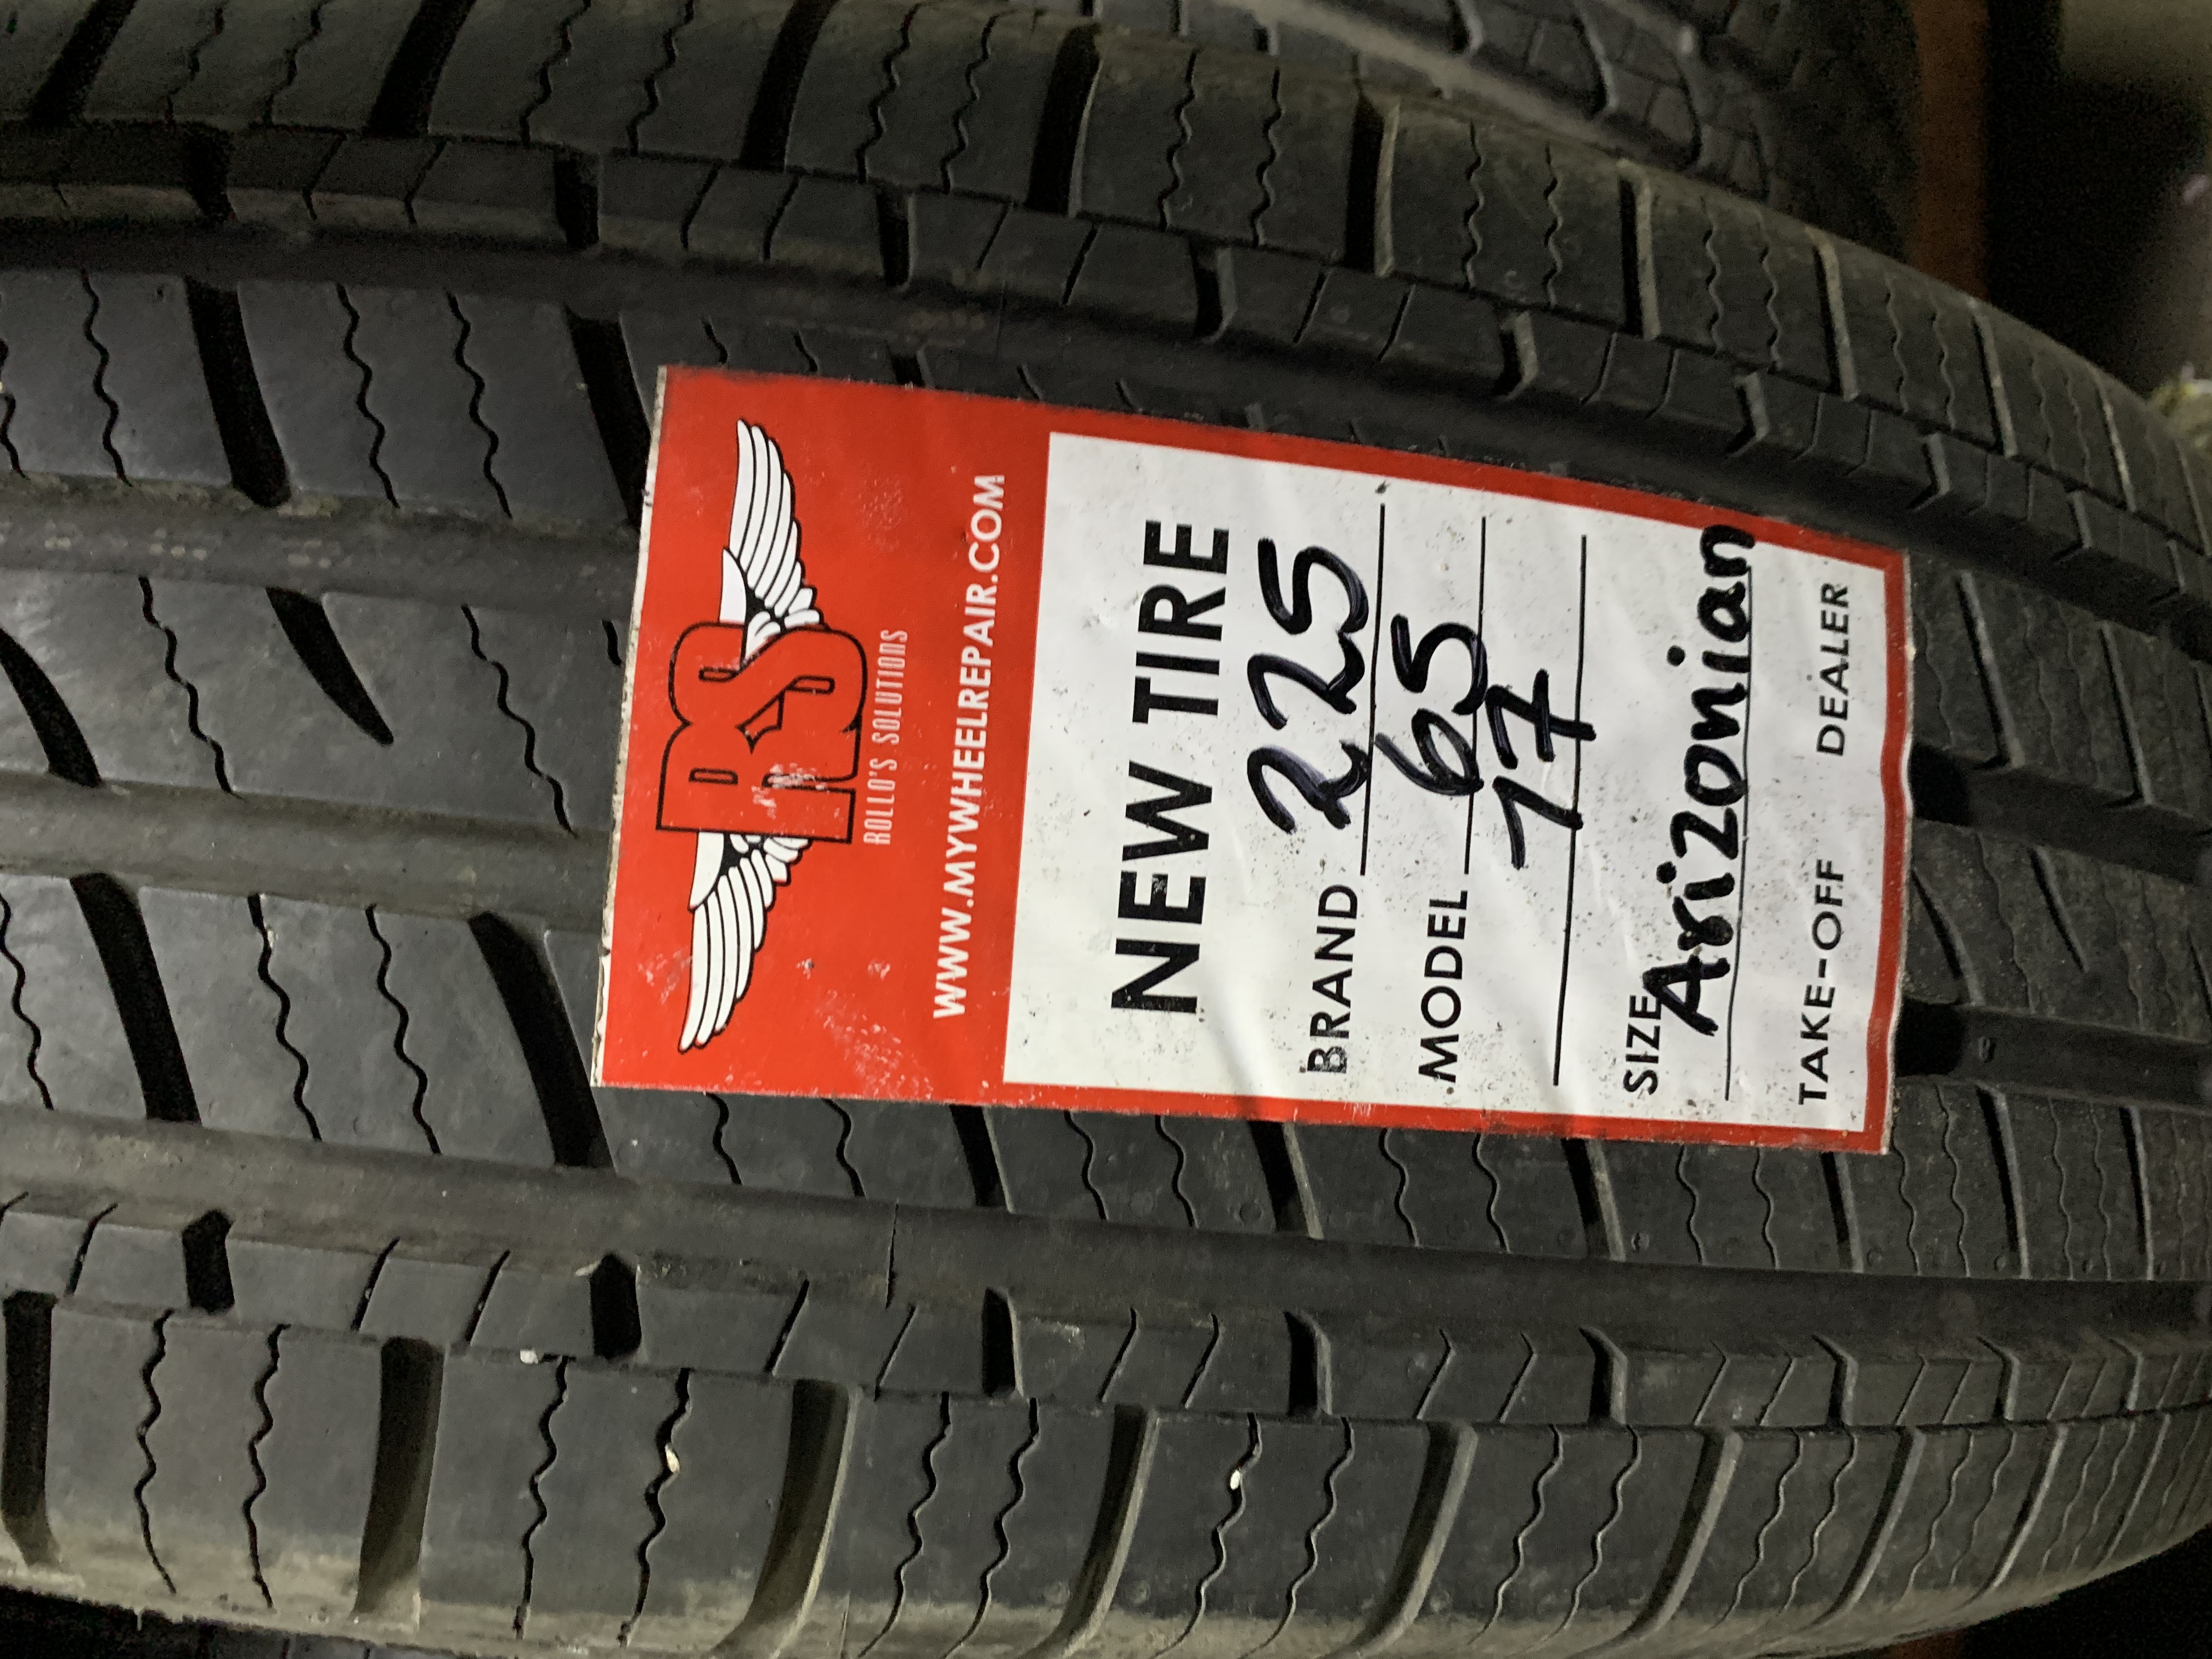 RS
ROLLO'S SOLUTIONS
WWW.MYWHEELREPAIR.COM
NEW TIRE
BRAND 225
MODEL 65
17
SIZE
Arizonian
TAKE-OFF DEALER